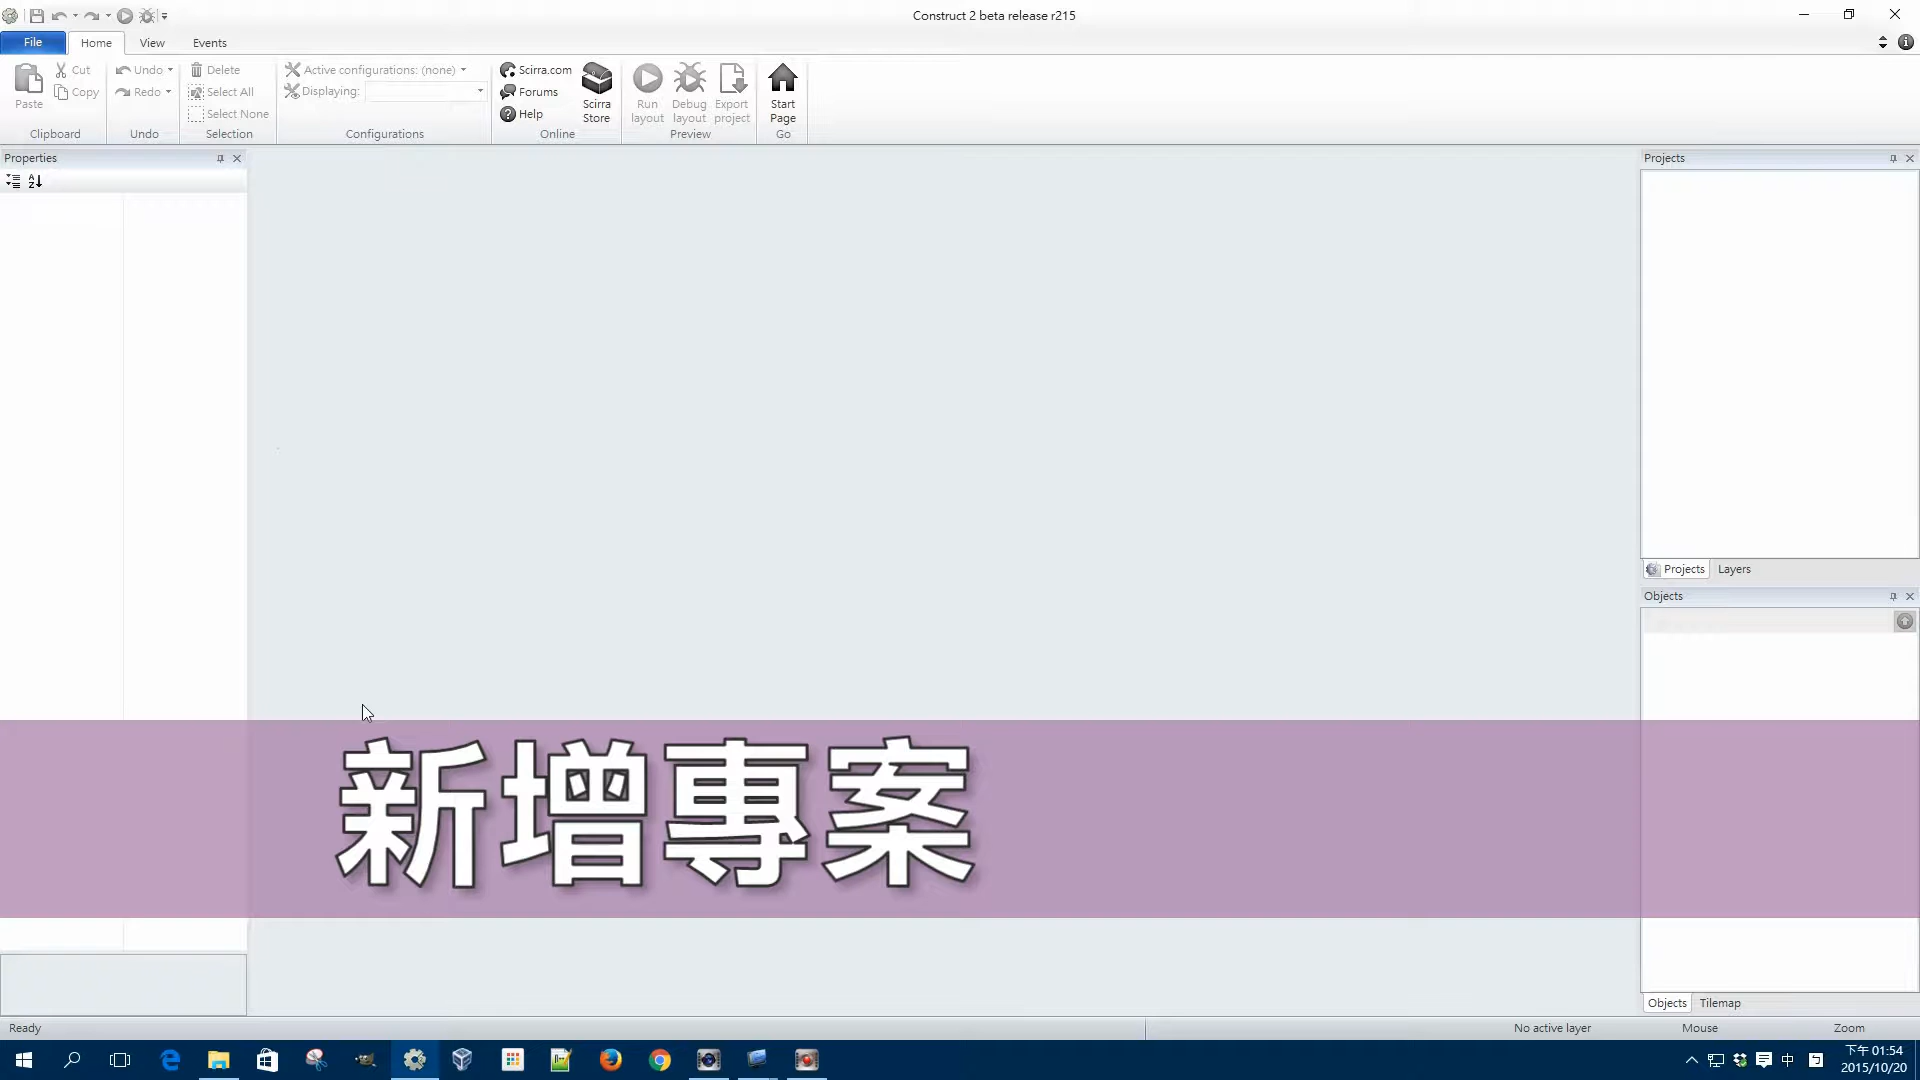 Construct 2 beta release r215
File Home View Events
Paste
Cut
Copy
Clipboard
Undo
Redo
Undo
Delete
Select All
Select None
Selection
Active configurations: (none)
Displaying:
Configurations
Scirra.com
Forums
Help
Scirra
Store
Online
Run
layout
Debug
layout
Export
project
Preview
Start
Page
Go
Properties
Projects
Projects Layers
Objects
新增專案
Objects Tilemap
Ready
No active layer
Mouse
Zoom
中
下午 01:54
2015/10/20